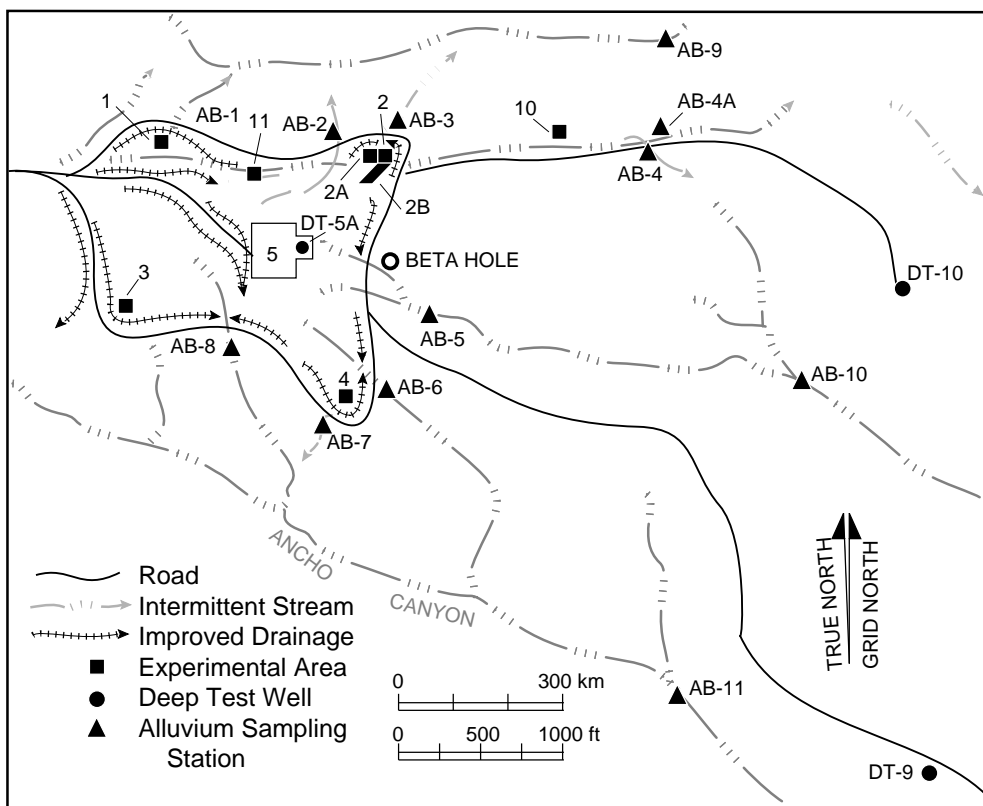 AB-9
1
AB-1
11
AB-2
2
AB-3
10
AB-4A
2A
2B
AB-4
DT-5A
5
BETA HOLE
DT-10
3
AB-5
AB-8
4
AB-6
AB-10
AB-7
ANCHO
CANYON
TRUE NORTH
GRID NORTH
Road
Intermittent Stream
Improved Drainage
Experimental Area
Deep Test Well
Alluvium Sampling
Station
0 300 km
0 500 1000 ft
AB-11
DT-9